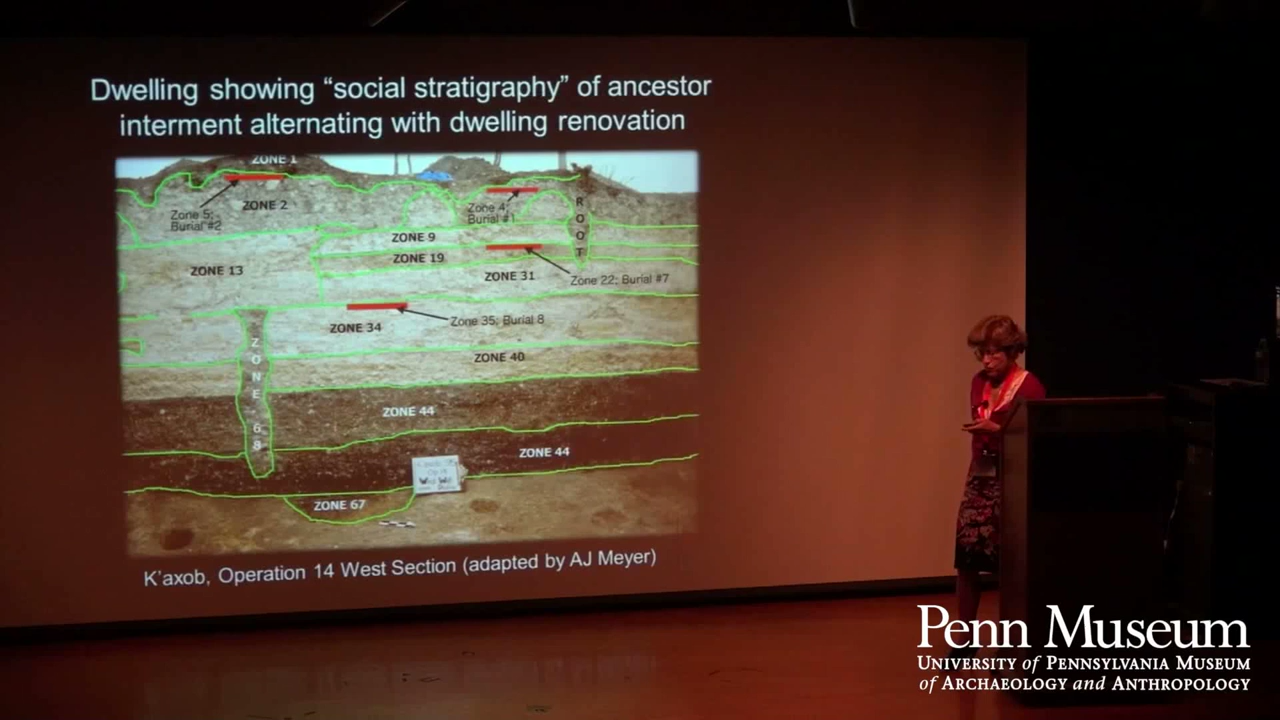 Dwelling showing “social stratigraphy” of ancestor
interment alternating with dwelling renovation
ZONE 1
Zone 5;
Burial #2
ZONE 2
Zone 4;
Burial #1
ROOT
ZONE 9
ZONE 19
ZONE 13
ZONE 31
Zone 22; Burial #7
ZONE 34
Zone 35; Burial 8
ZONE 40
ZONE 68
ZONE 44
ZONE 44
ZONE 67
K'axob, Operation 14 West Section (adapted by AJ Meyer)
Penn Museum
UNIVERSITY of PENNSYLVANIA MUSEUM
of ARCHAEOLOGY and ANTHROPOLOGY